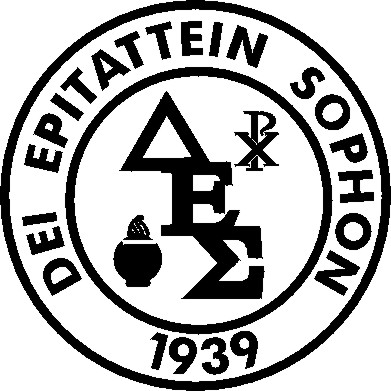 DEI EPITATTEIN SOPHON
ΔΕΣ
☧
1939